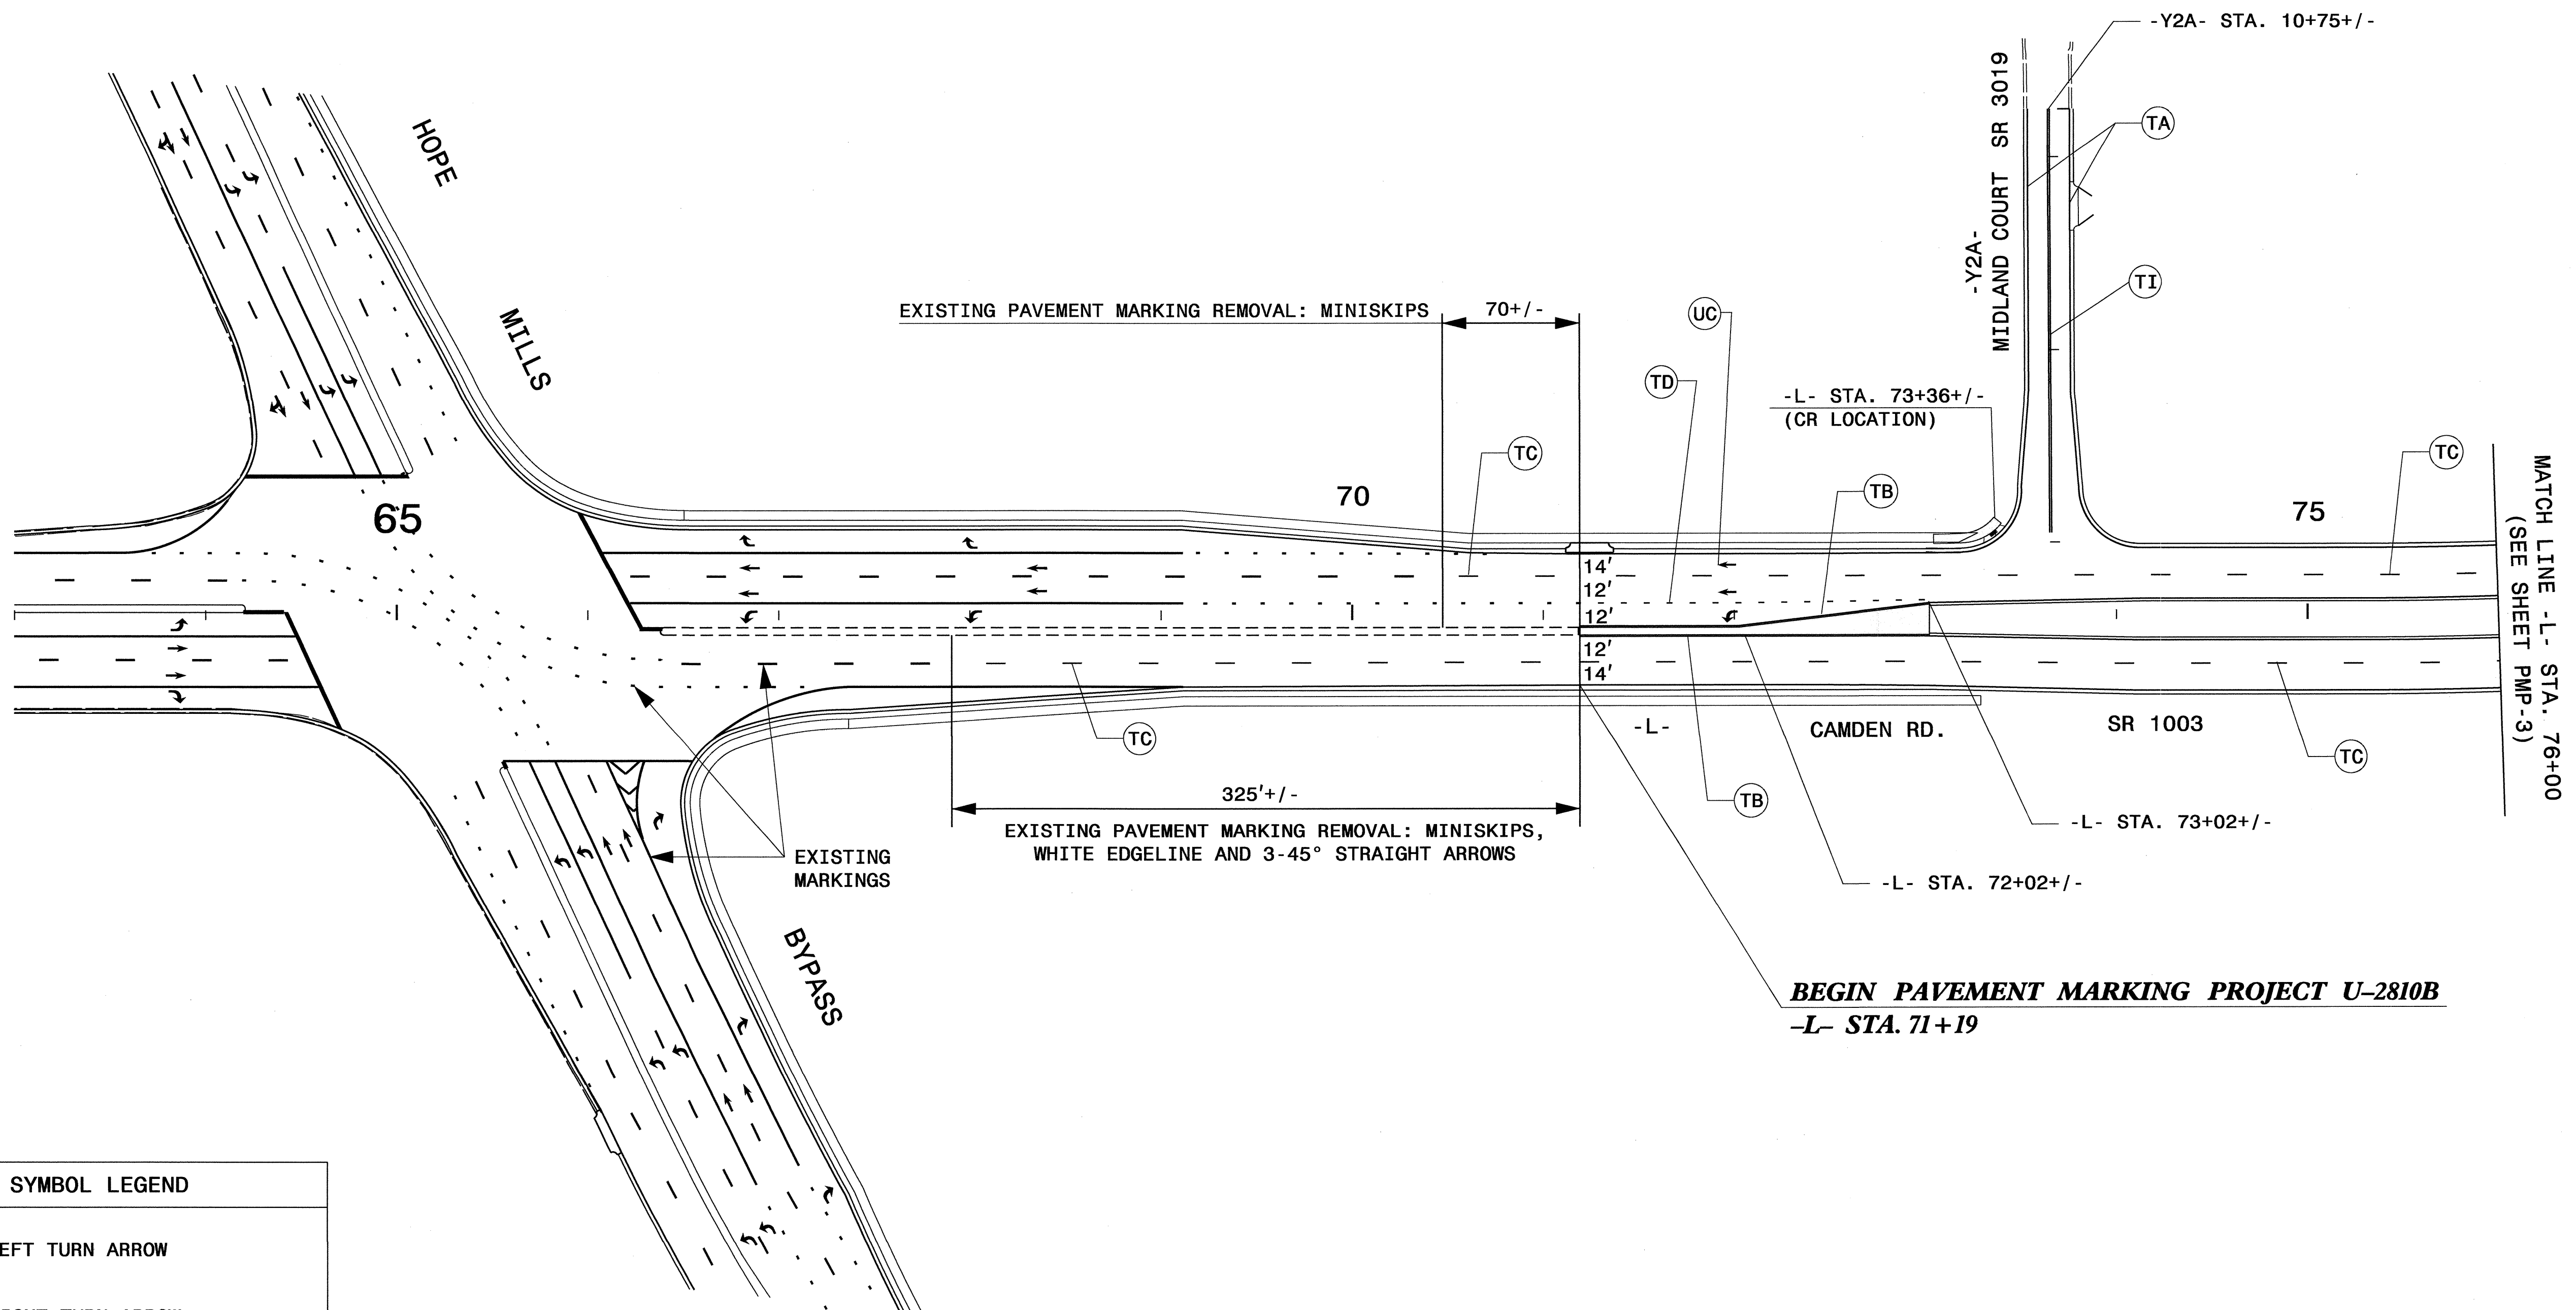 -Y2A- STA. 10+75+/-
HOPE
MILLS
BYPASS
-Y2A-
MIDLAND COURT SR 3019
TA
TI
EXISTING PAVEMENT MARKING REMOVAL: MINISKIPS
70+/-
UC
TD
-L- STA. 73+36+/-
(CR LOCATION)
TC
TB
TC
65
70
75
14'
12'
12'
12'
14'
MATCH LINE -L- STA. 76+00
(SEE SHEET PMP-3)
-L-
CAMDEN RD.
SR 1003
TC
TC
TB
325'+/-
EXISTING PAVEMENT MARKING REMOVAL: MINISKIPS,
WHITE EDGELINE AND 3-45° STRAIGHT ARROWS
EXISTING
MARKINGS
-L- STA. 73+02+/-
-L- STA. 72+02+/-
BEGIN PAVEMENT MARKING PROJECT U–2810B
–L– STA. 71+19
SYMBOL LEGEND
EFT TURN ARROW